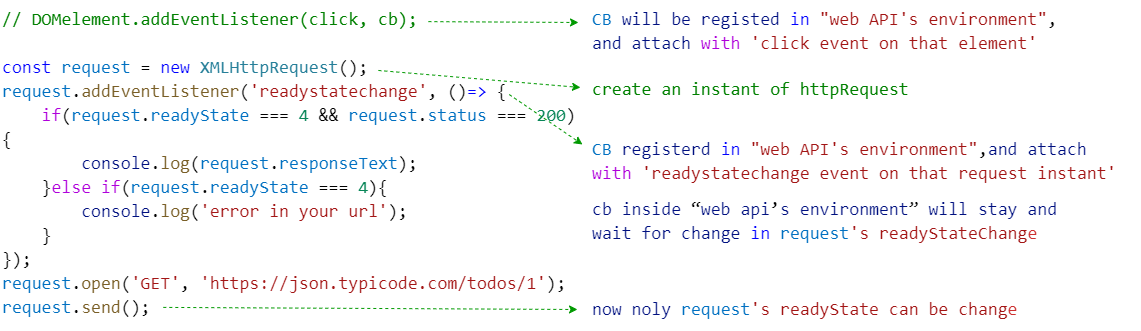 // DOMelement.addEventListener(click, cb);
CB will be registed in "web API's environment",
and attach with 'click event on that element'
const request = new XMLHttpRequest();
create an instant of httpRequest
request.addEventListener('readystatechange', ()=> {
if(request.readyState === 4 && request.status === 200)
{
console.log(request.responseText);
}else if(request.readyState === 4){
console.log('error in your url');
}
});
CB registerd in "web API's environment",and attach
with 'readystatechange event on that request instant'
cb inside “web api’s environment” will stay and
wait for change in request's readyStateChange
request.open('GET', 'https://json.typicode.com/todos/1');
request.send();
now noly request's readyState can be change